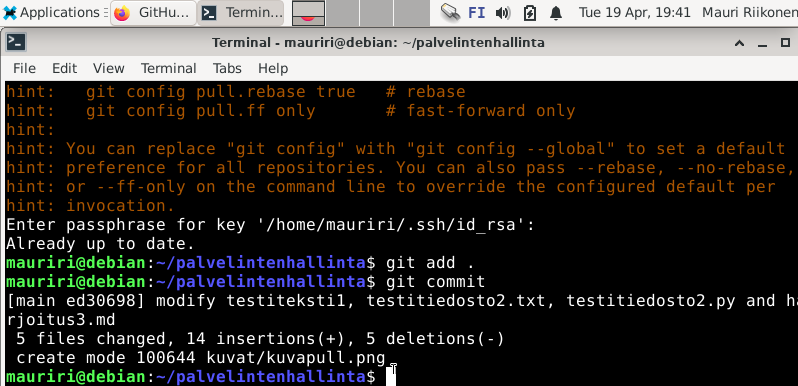 Applications
GitHu...
Termin...
FI
Tue 19 Apr, 19:41
Mauri Riikonen
Terminal - mauriri@debian: ~/palvelintenhallinta
File Edit View Terminal Tabs Help
hint:   git config pull.rebase true   # rebase
hint:   git config pull.ff only       # fast-forward only
hint:
hint: You can replace "git config" with "git config --global" to set a default
hint: preference for all repositories. You can also pass --rebase, --no-rebase,
hint: or --ff-only on the command line to override the configured default per
hint: invocation.
Enter passphrase for key '/home/mauriri/.ssh/id_rsa':
Already up to date.
mauriri@debian:~/palvelintenhallinta$ git add .
mauriri@debian:~/palvelintenhallinta$ git commit
[main ed30698] modify testiteksti1, testitiedosto2.txt, testitiedosto2.py and ha
rjoitus3.md
 5 files changed, 14 insertions(+), 5 deletions(-)
 create mode 100644 kuvat/kuvapull.png
mauriri@debian:~/palvelintenhallinta$